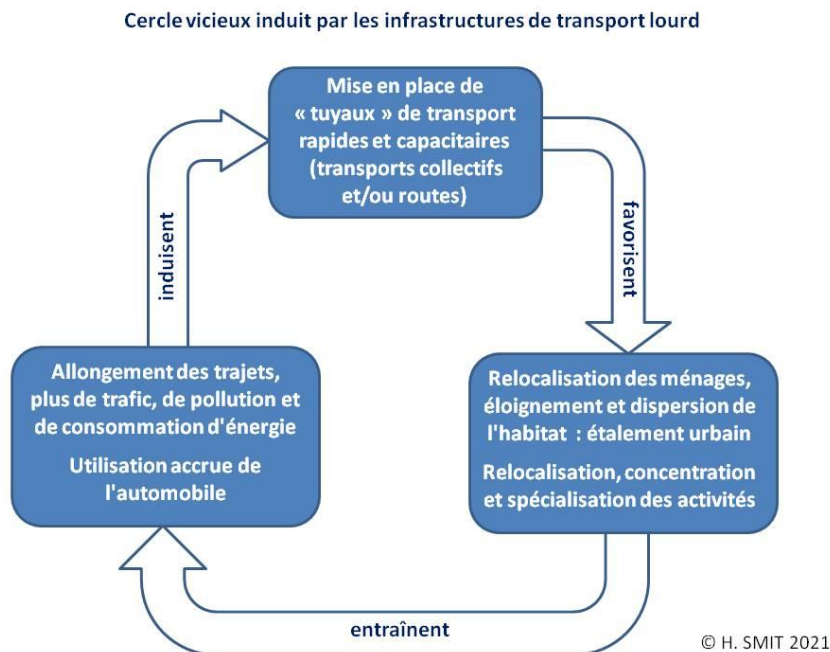 Cercle vicieux induit par les infrastructures de transport lourd
Mise en place de
« tuyaux » de transport
rapides et capacitaires
(transports collectifs
et/ou routes)
favorisent
Relocalisation des ménages,
éloignement et dispersion de
l'habitat : étalement urbain
Relocalisation, concentration
et spécialisation des activités
entraînent
Allongement des trajets,
plus de trafic, de pollution et
de consommation d'énergie
Utilisation accrue de
l'automobile
induisent
© H. SMIT 2021